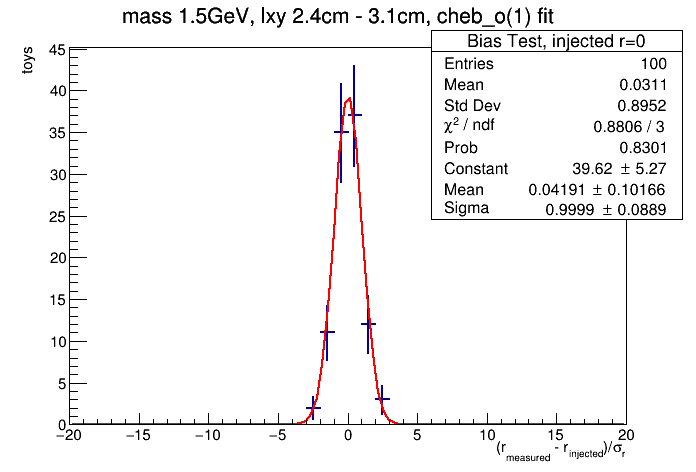 mass 1.5GeV, lxy 2.4cm - 3.1cm, cheb_o(1) fit
Bias Test, injected r=0
Entries 100
Mean 0.0311
Std Dev 0.8952
χ² / ndf 0.8806 / 3
Prob 0.8301
Constant 39.62 ± 5.27
Mean 0.04191 ± 0.10166
Sigma 0.9999 ± 0.0889
toys
45
40
35
30
25
20
15
10
5
0
−20 −15 −10 −5 0 5 10 15 20
(r_measured - r_injected)/σ_r